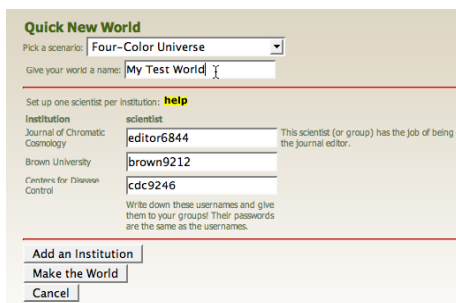 Quick New World
Pick a scenario: Four-Color Universe
Give your world a name: My Test World
Set up one scientist per institution: help
institution scientist
Journal of Chromatic Cosmology editor6844 This scientist (or group) has the job of being the journal editor.
Brown University brown9212
Centers for Disease Control cdc9246
Write down these usernames and give
them to your groups! Their passwords
are the same as the usernames.
Add an Institution
Make the World
Cancel